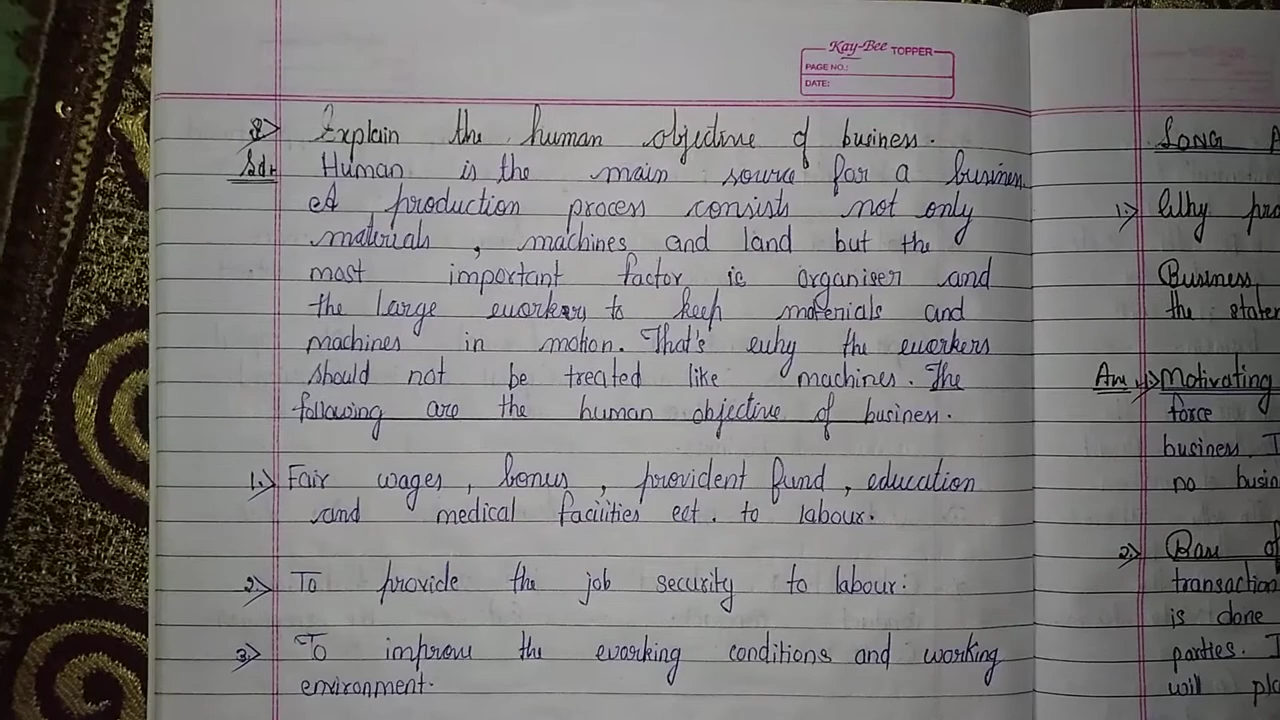 Kay-Bee TOPPER
PAGE NO.:
DATE:
8> Explain the human objective of business.
Sol: Human is the main source for a busines
A production process consists not only
materials, machines and land but the
most important factor is organiser and
the large workers to keep materials and
machines in motion. That's why the workers
should not be treated like machines. The
following are the human objective of business.
1.> Fair wages, bonus, provident fund, education
and medical facilities ect. to labour.
2.> To provide the job security to labour.
3.> To improve the working conditions and working
environment.
LONG
1.> Why pro
Business
the state
Ans 1.> Motivating
force
business. I
no busin
2.> of
transaction
is done
parties. I
will pla